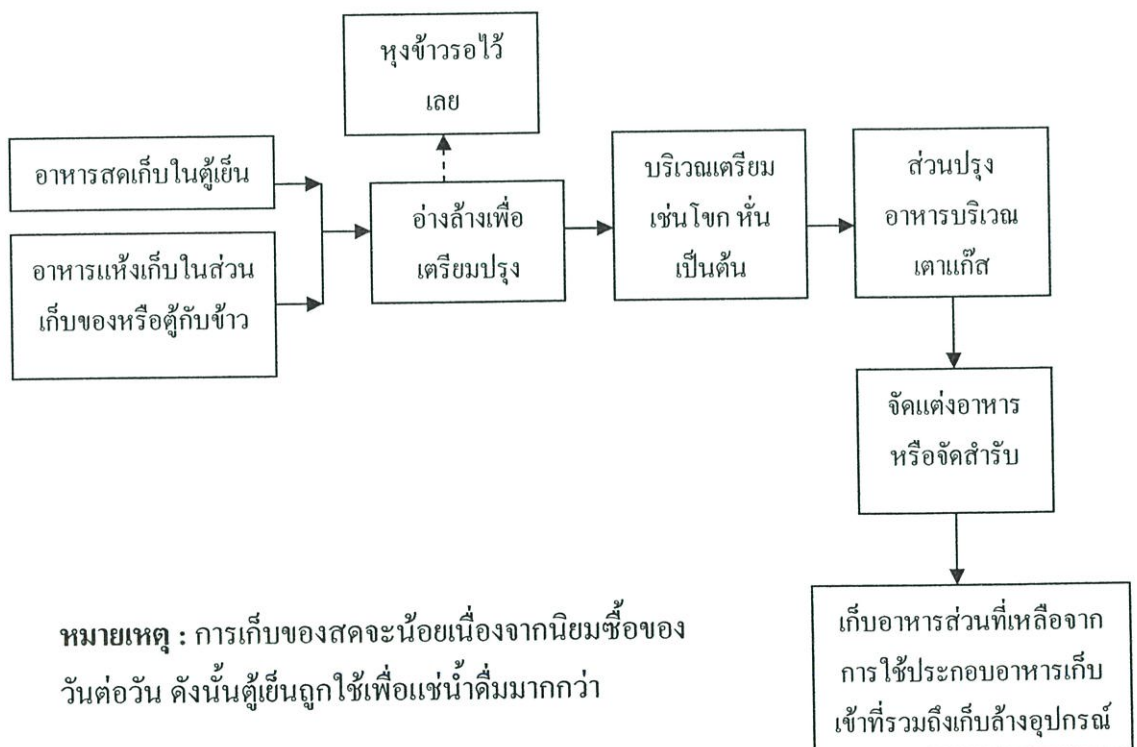 หุงข้าวรอไว้
เลย
อาหารสดเก็บในตู้เย็น
อาหารแห้งเก็บในส่วน
เก็บของหรือตู้กับข้าว
อ่างล้างเพื่อ
เตรียมปรุง
บริเวณเตรียม
เช่นโขก หั่น
เป็นต้น
ส่วนปรุง
อาหารบริเวณ
เตาแก๊ส
จัดแต่งอาหาร
หรือจัดสำรับ
เก็บอาหารส่วนที่เหลือจาก
การใช้ประกอบอาหารเก็บ
เข้าที่รวมถึงเก็บล้างอุปกรณ์
หมายเหตุ : การเก็บของสดจะน้อยเนื่องจากนิยมซื้อของ
วันต่อวัน ดังนั้นตู้เย็นถูกใช้เพื่อแช่น้ำดื่มมากกว่า